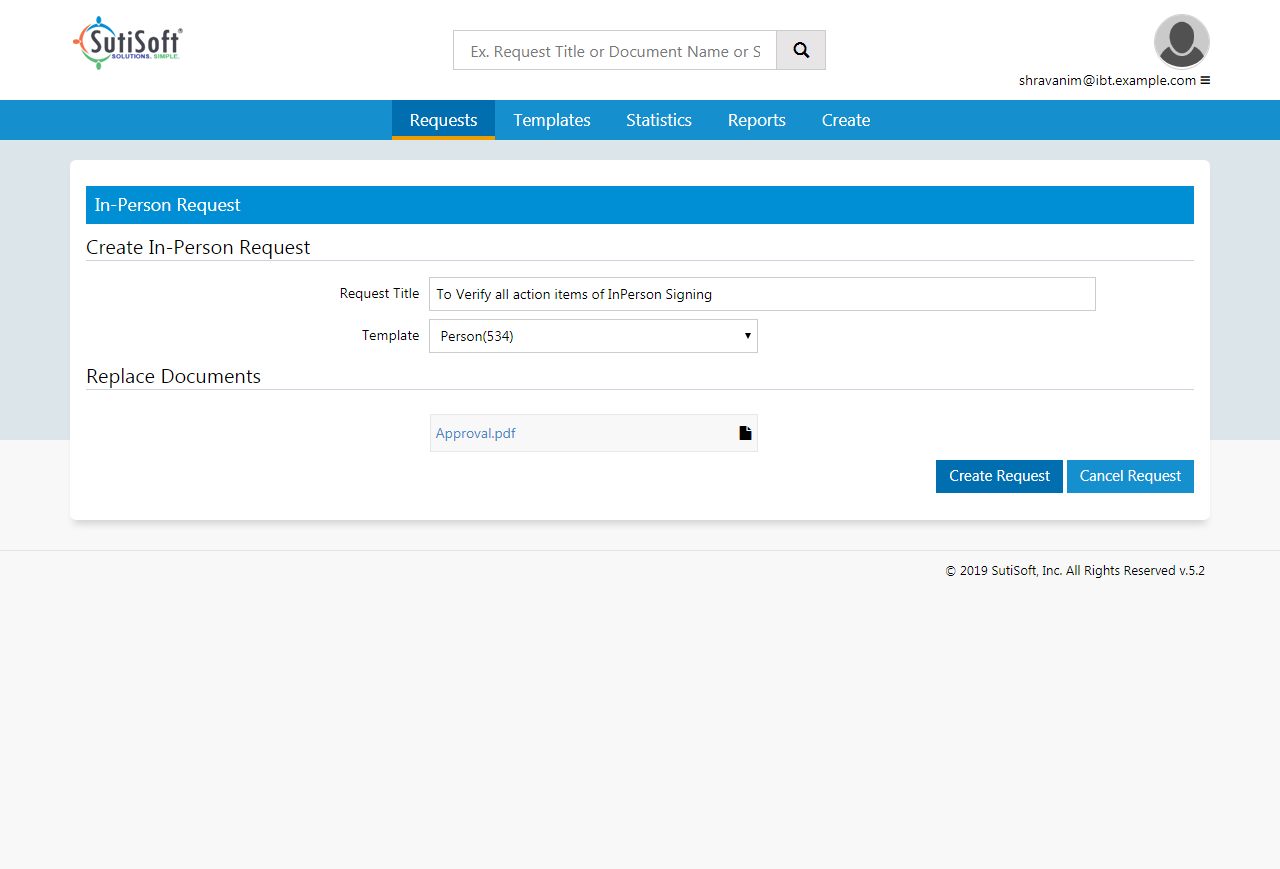 SutiSoft®
SOLUTIONS. SIMPLE.
Ex. Request Title or Document Name or S
shravanim@ibt.example.com
Requests Templates Statistics Reports Create
In-Person Request
Create In-Person Request
Request Title To Verify all action items of InPerson Signing
Template Person(534)
Replace Documents
Approval.pdf
Create Request Cancel Request
© 2019 SutiSoft, Inc. All Rights Reserved v.5.2